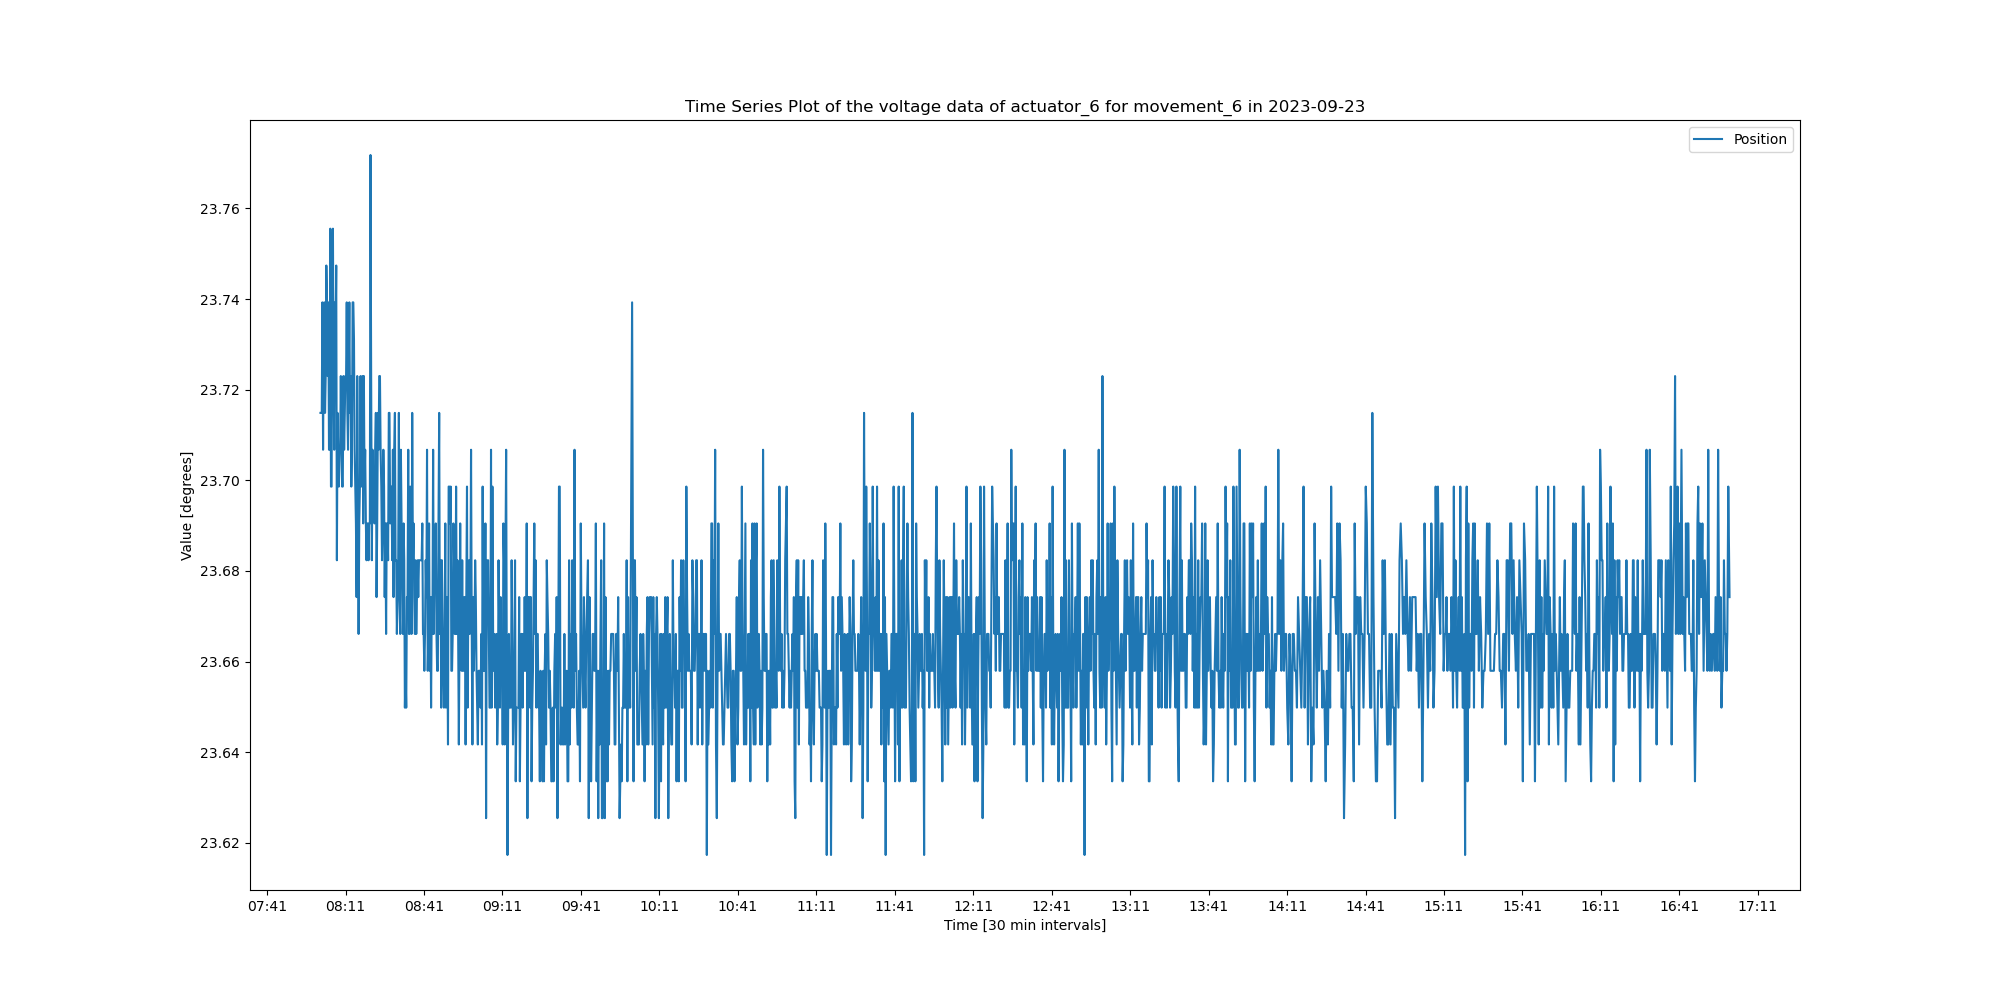 Time Series Plot of the voltage data of actuator_6 for movement_6 in 2023-09-23
Position
Value [degrees]
23.76
23.74
23.72
23.70
23.68
23.66
23.64
23.62
07:41 08:11 08:41 09:11 09:41 10:11 10:41 11:11 11:41 12:11 12:41 13:11 13:41 14:11 14:41 15:11 15:41 16:11 16:41 17:11
Time [30 min intervals]